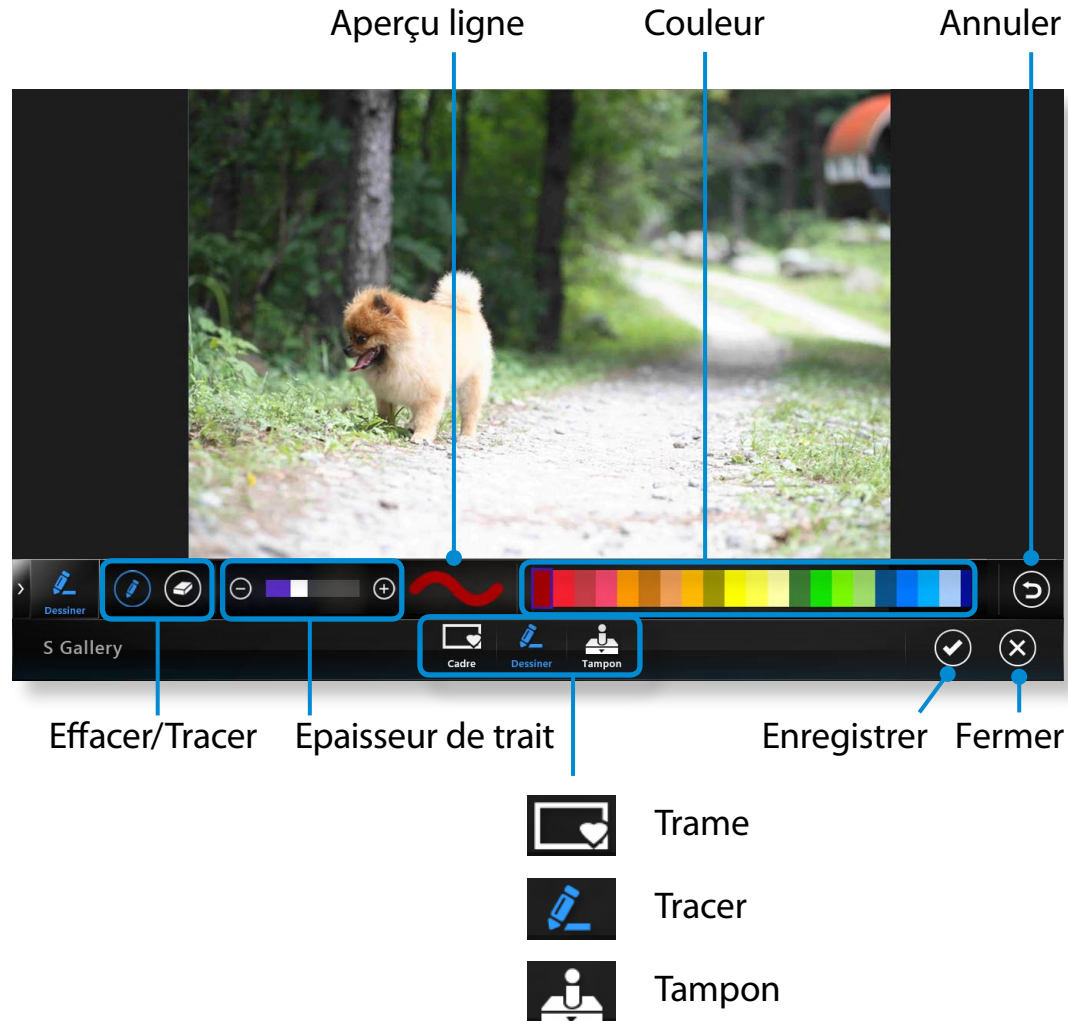 Aperçu ligne Couleur Annuler
Dessiner
S Gallery
Cadre Dessiner Tampon
Effacer/Tracer Epaisseur de trait Enregistrer Fermer
Trame
Tracer
Tampon